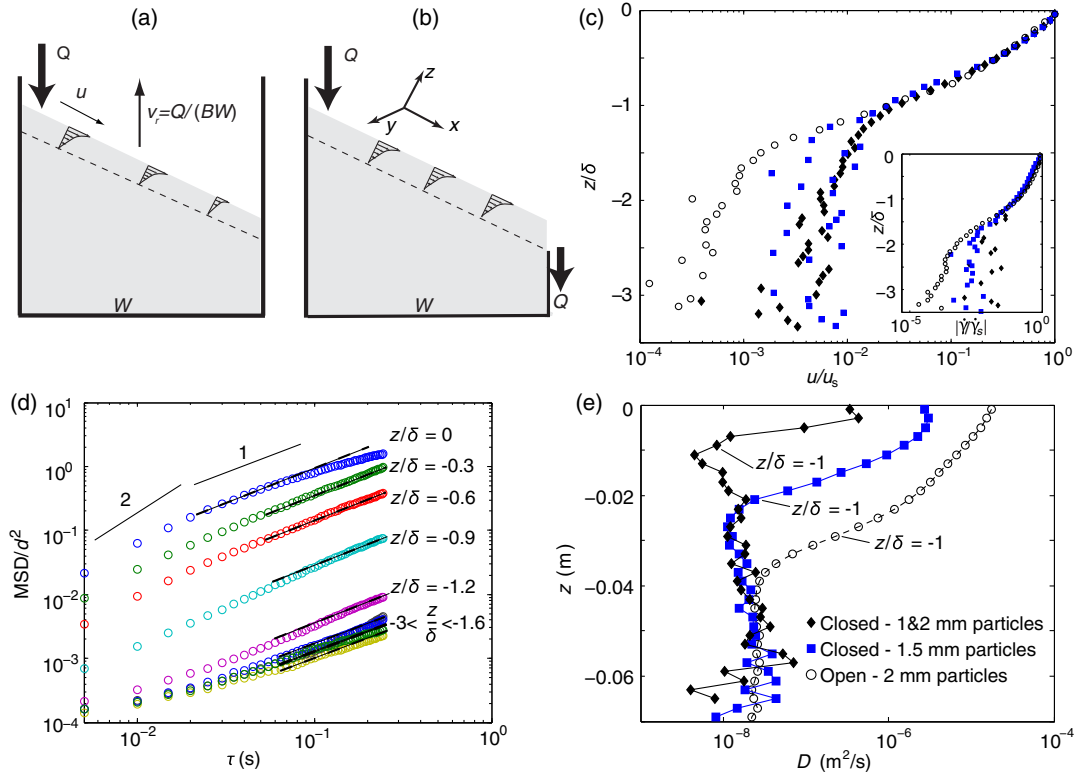 (a)
Q
u
v_r=Q/(BW)
W
(b)
Q
z
y
x
W
Q
(c)
0
−1
−2
−3
z/δ
10^−4
10^−3
10^−2
10^−1
10^0
u/u_s
0
−1
−2
−3
z/δ
10^−5
10^0
|γ̇/γ̇_s|
(d)
10^1
10^0
10^−1
10^−2
10^−3
10^−4
MSD/d^2
2
1
z/δ = 0
z/δ = -0.3
z/δ = -0.6
z/δ = -0.9
z/δ = -1.2
-3< z/δ <-1.6
10^−2
10^−1
10^0
τ (s)
(e)
0
−0.02
−0.04
−0.06
z (m)
z/δ = -1
z/δ = -1
z/δ = -1
Closed - 1&2 mm particles
Closed - 1.5 mm particles
Open - 2 mm particles
10^−8
10^−6
10^−4
D (m^2/s)